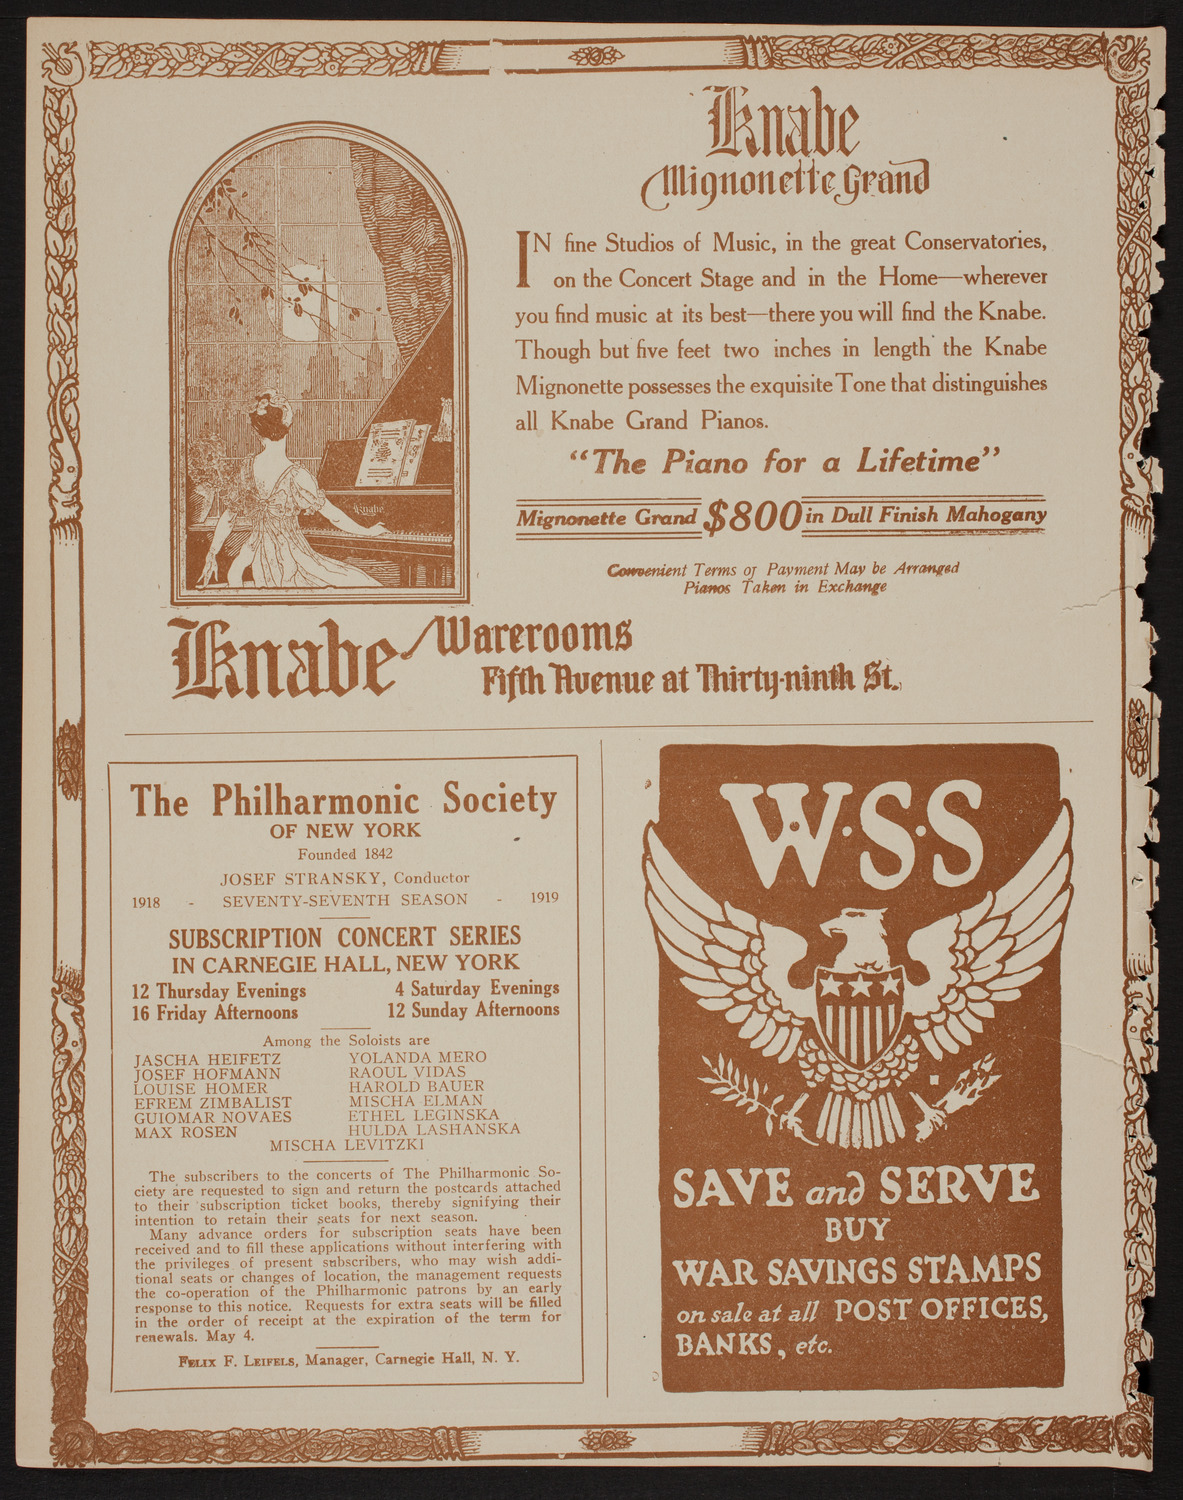 Knabe
Mignonette Grand
IN fine Studios of Music, in the great Conservatories,
on the Concert Stage and in the Home—wherever
you find music at its best—there you will find the Knabe.
Though but five feet two inches in length the Knabe
Mignonette possesses the exquisite Tone that distinguishes
all Knabe Grand Pianos.
"The Piano for a Lifetime"
Mignonette Grand $800 in Dull Finish Mahogany
Convenient Terms of Payment May be Arranged
Pianos Taken in Exchange
Knabe
Knabe Warerooms
Fifth Avenue at Thirty-ninth St.
The Philharmonic Society
OF NEW YORK
Founded 1842
JOSEF STRANSKY, Conductor
1918 - SEVENTY-SEVENTH SEASON - 1919
SUBSCRIPTION CONCERT SERIES
IN CARNEGIE HALL, NEW YORK
12 Thursday Evenings 4 Saturday Evenings
16 Friday Afternoons 12 Sunday Afternoons
Among the Soloists are
JASCHA HEIFETZ YOLANDA MERO
JOSEF HOFMANN RAOUL VIDAS
LOUISE HOMER HAROLD BAUER
EFREM ZIMBALIST MISCHA ELMAN
GUIOMAR NOVAES ETHEL LEGINSKA
MAX ROSEN HULDA LASHANSKA
MISCHA LEVITZKI
The subscribers to the concerts of The Philharmonic So-
ciety are requested to sign and return the postcards attached
to their subscription ticket books, thereby signifying their
intention to retain their seats for next season.
Many advance orders for subscription seats have been
received and to fill these applications without interfering with
the privileges of present subscribers, who may wish addi-
tional seats or changes of location, the management requests
the co-operation of the Philharmonic patrons by an early
response to this notice. Requests for extra seats will be filled
in the order of receipt at the expiration of the term for
renewals. May 4.
FELIX F. LEIFELS, Manager, Carnegie Hall, N. Y.
W·S·S
SAVE and SERVE
BUY
WAR SAVINGS STAMPS
on sale at all POST OFFICES,
BANKS, etc.